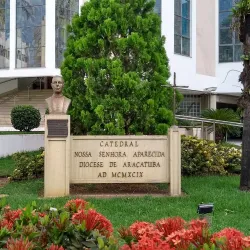 CATEDRAL
NOSSA SENHORA APARECIDA
DIOCESE DE ARAÇATUBA
AD MCMXCIX